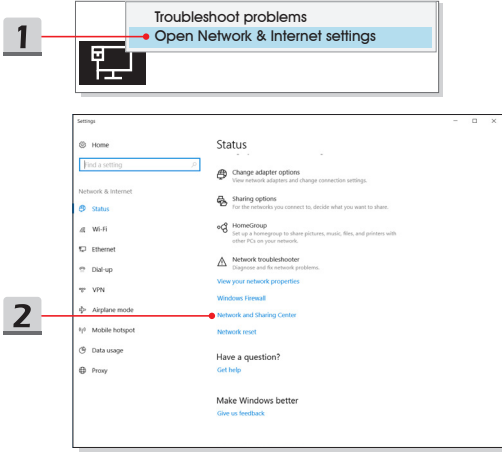 Troubleshoot problems
1
Open Network & Internet settings
Settings
Home
Status
Find a setting
Change adapter options
View network adapters and change connection settings.
Network & Internet
Sharing options
For the networks you connect to, decide what you want to share.
Status
Wi-Fi
HomeGroup
Set up a homegroup to share pictures, music, files, and printers with
other PCs on your network.
Ethernet
Dial-up
Network troubleshooter
Diagnose and fix network problems.
VPN
View your network properties
Airplane mode
Windows Firewall
2
Network and Sharing Center
Mobile hotspot
Network reset
Data usage
Have a question?
Proxy
Get help
Make Windows better
Give us feedback